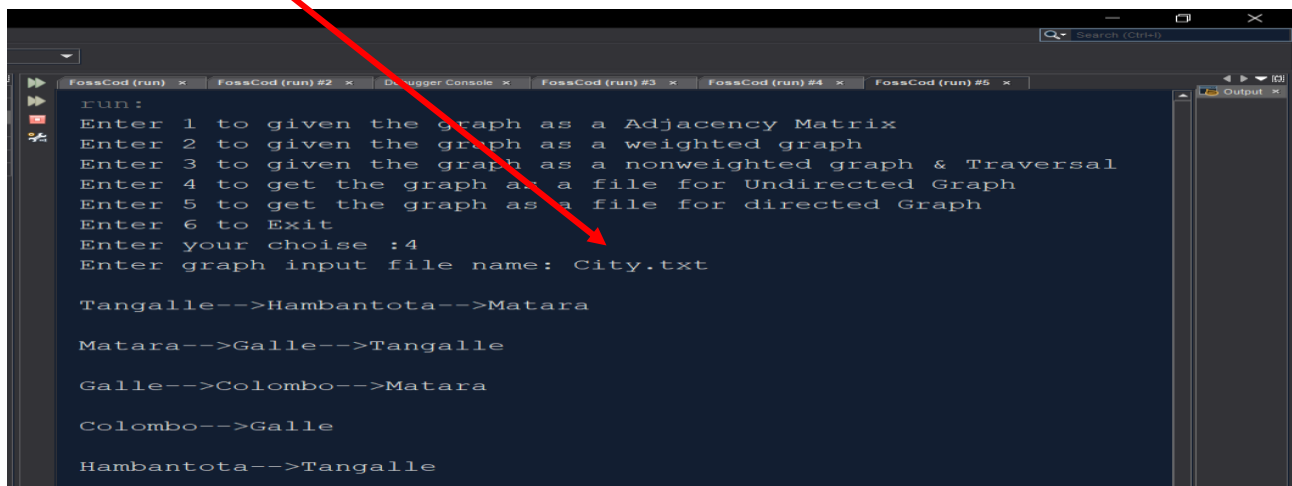 Search (Ctrl+I)
FossCod (run) × FossCod (run) #2 × Debugger Console × FossCod (run) #3 × FossCod (run) #4 × FossCod (run) #5 ×
Output ×
run:
Enter 1 to given the graph as a Adjacency Matrix
Enter 2 to given the graph as a weighted graph
Enter 3 to given the graph as a nonweighted graph & Traversal
Enter 4 to get the graph as a file for Undirected Graph
Enter 5 to get the graph as a file for directed Graph
Enter 6 to Exit
Enter your choise :4
Enter graph input file name: City.txt
Tangalle-->Hambantota-->Matara
Matara-->Galle-->Tangalle
Galle-->Colombo-->Matara
Colombo-->Galle
Hambantota-->Tangalle